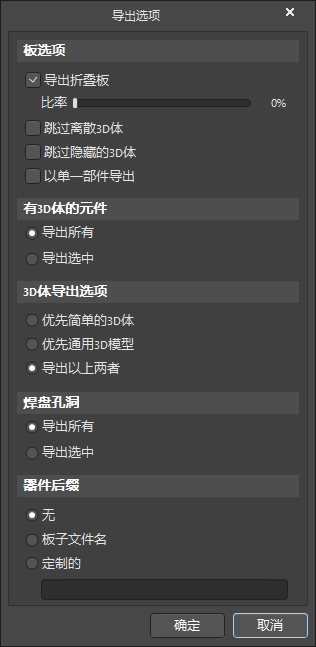 导出选项
板选项
导出折叠板
比率 0%
跳过离散3D体
跳过隐藏的3D体
以单一部件导出
有3D体的元件
导出所有
导出选中
3D体导出选项
优先简单的3D体
优先通用3D模型
导出以上两者
焊盘孔洞
导出所有
导出选中
器件后缀
无
板子文件名
定制的
确定 取消